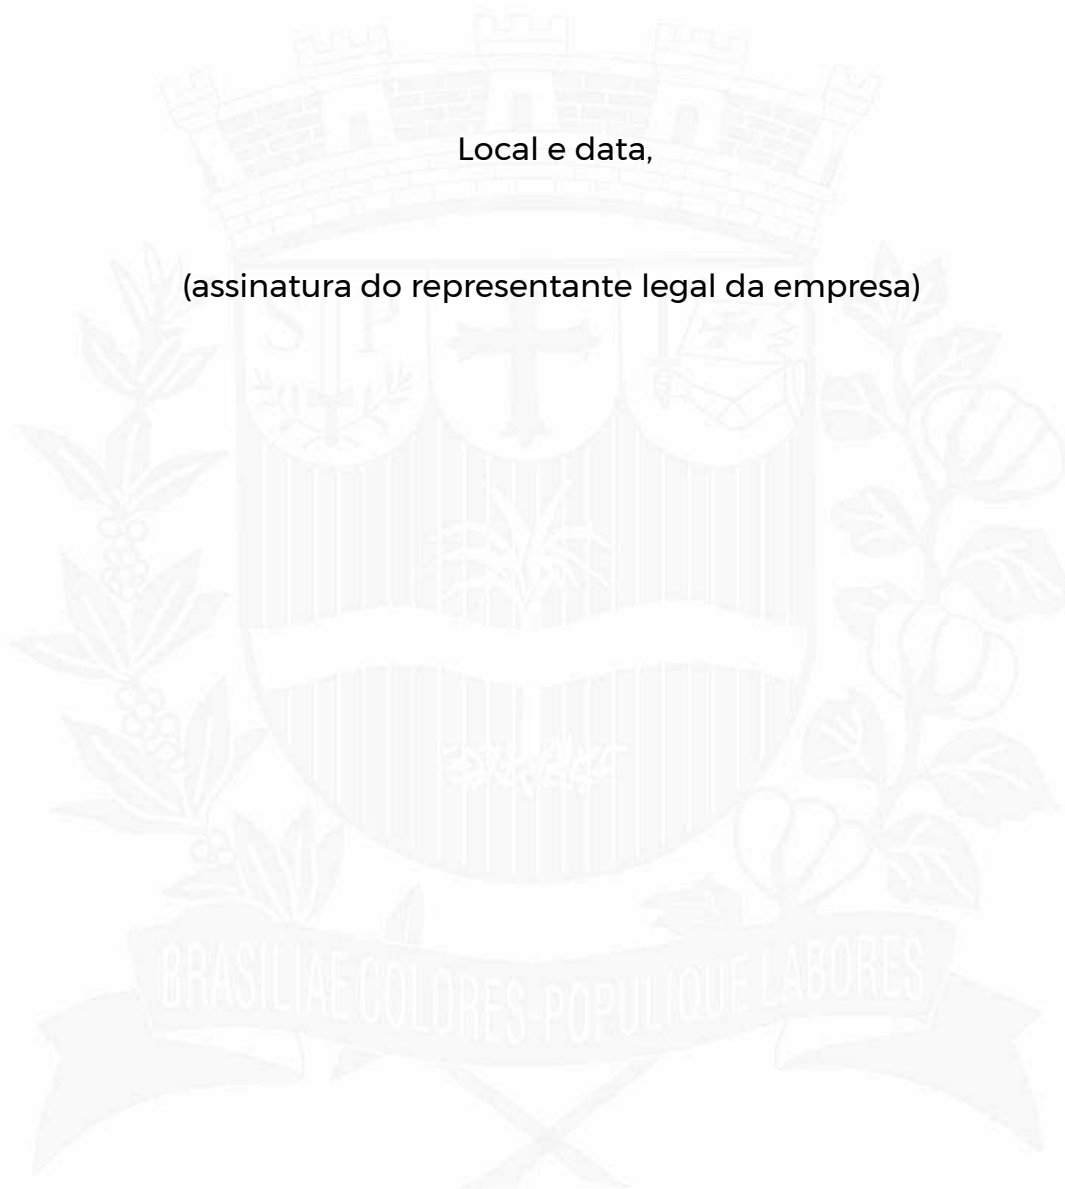 Local e data,
(assinatura do representante legal da empresa)
S P
BRASILIAE COLORES POPULIQUE LABORES